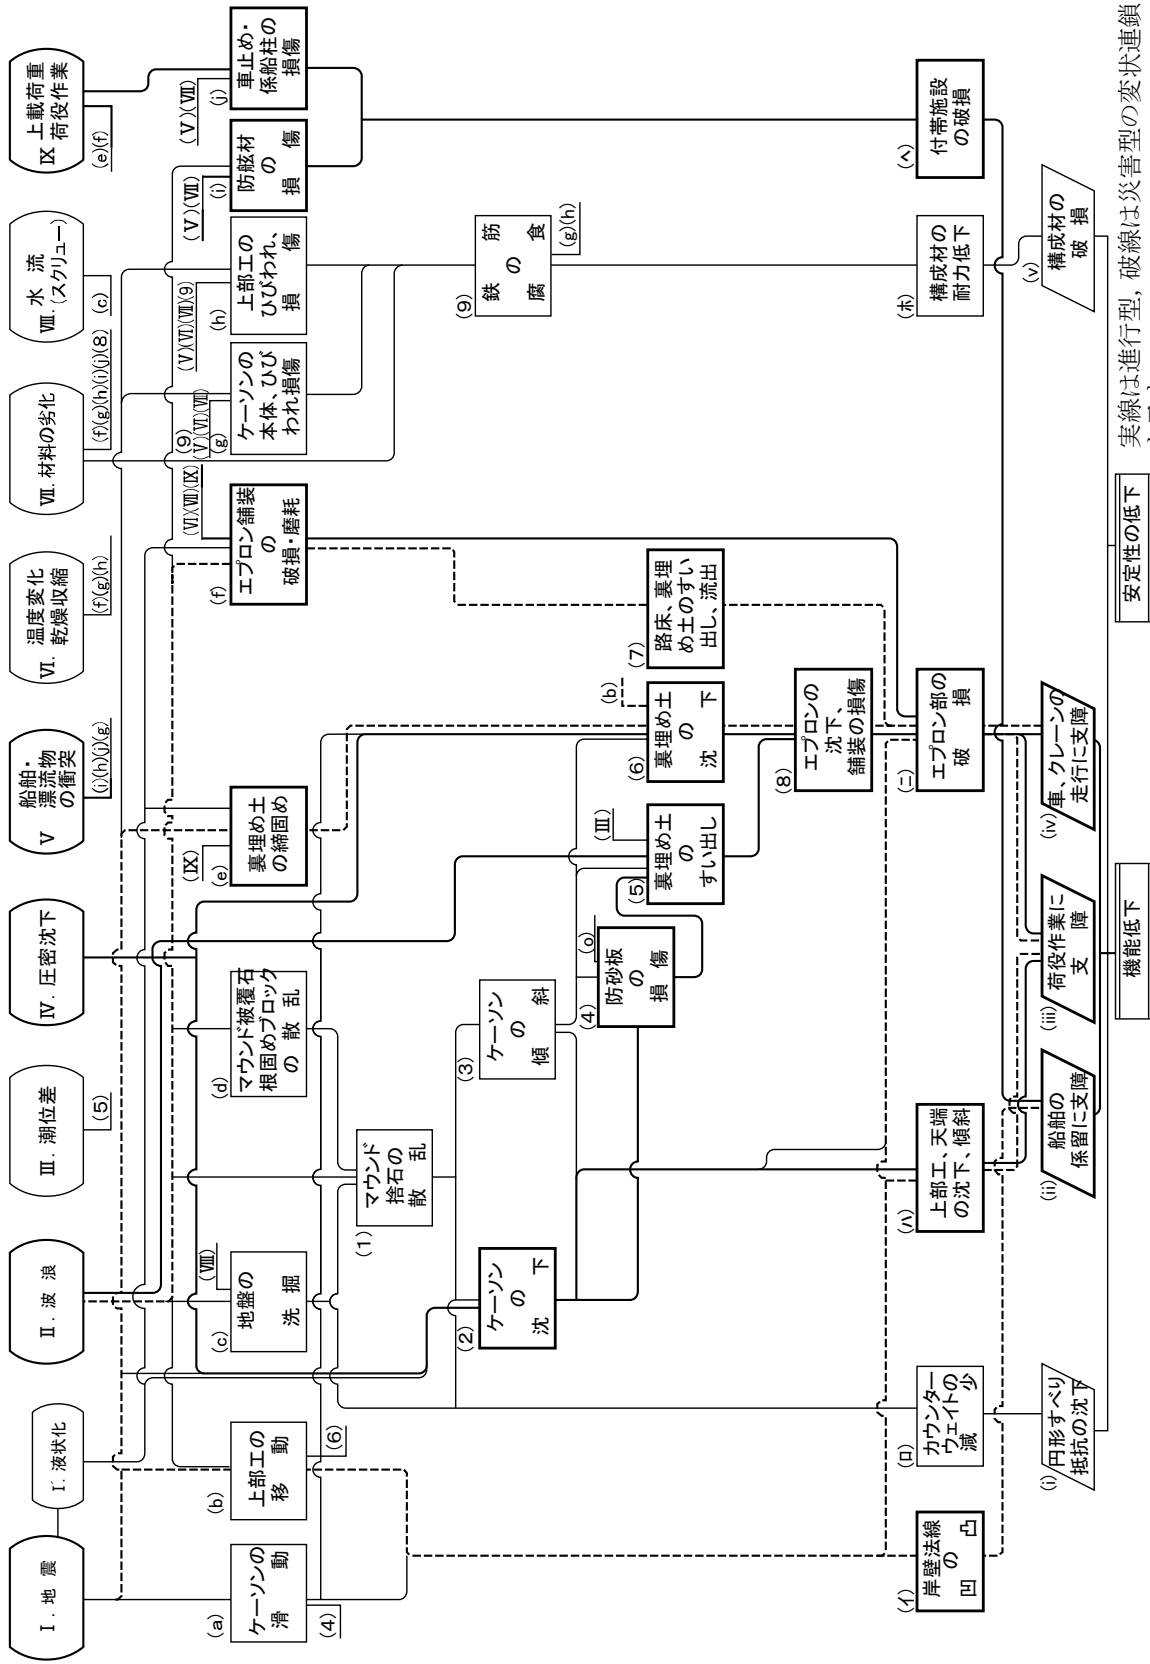 Ⅰ. 地 震
Ⅰ'. 液状化
Ⅱ. 波 浪
Ⅲ. 潮位差
(5)
Ⅳ. 圧密沈下
Ⅴ
船舶・
漂流物
の衝突
(i)(h)(j)(g)
Ⅵ.
温度変化
乾燥収縮
(f)(g)(h)
Ⅶ. 材料の劣化
(f)(g)(h)(i)(j)(8)
Ⅷ. 水 流
(スクリュー)
(c)
Ⅸ
上載荷重
荷役作業
(e)(f)
(a)
ケーソンの
滑 動
(4)
(b)
上部工の
移 動
(6)
(c)
(Ⅷ)
地盤の
洗 掘
(d)
マウンド被覆石
根固めブロック
の 散 乱
(e)
(Ⅸ)
裏埋め土
の締固め
(f)
(Ⅵ)(Ⅶ)(Ⅸ)
エプロン舗装
の
破損・磨耗
(g)
(9)
(Ⅴ)(Ⅵ)(Ⅶ)
ケーソンの
本体、ひび
われ損傷
(h)
(Ⅴ)(Ⅵ)(Ⅶ)(9)
上部工の
ひびわれ、
損 傷
(i)
(Ⅴ)(Ⅶ)
防舷材
の
損 傷
(j)
(Ⅴ)(Ⅶ)
車止め・
係船柱の
損傷
(1)
マウンド
捨石の
散 乱
(2)
ケーソン
の
沈 下
(3)
ケーソン
の
傾 斜
(4)
(c)
防砂板
の
損 傷
(5)
(Ⅲ)
裏埋め土
の
すい出し
(6)
(b)
裏埋め土
の
沈 下
(7)
路床、裏埋
め土のすい
出し、流出
(8)
エプロンの
沈下、
舗装の損傷
(9)
鉄 筋
の
腐 食
(g)(h)
(イ)
岸壁法線
の
凹 凸
(ロ)
カウンター
ウェイトの
減 少
(ハ)
上部工、天端
の沈下、傾斜
(ニ)
エプロン部の
破 損
(ホ)
構成材の
耐力低下
(ヘ)
付帯施設
の破損
(i)
円形すべり
抵抗の沈下
(ii)
船舶の
係留に支障
(iii)
荷役作業に
支 障
(iv)
車、クレーンの
走行に支障
(v)
構成材の
破 損
機能低下
安定性の低下
実線は進行型，破線は災害型の変状連鎖